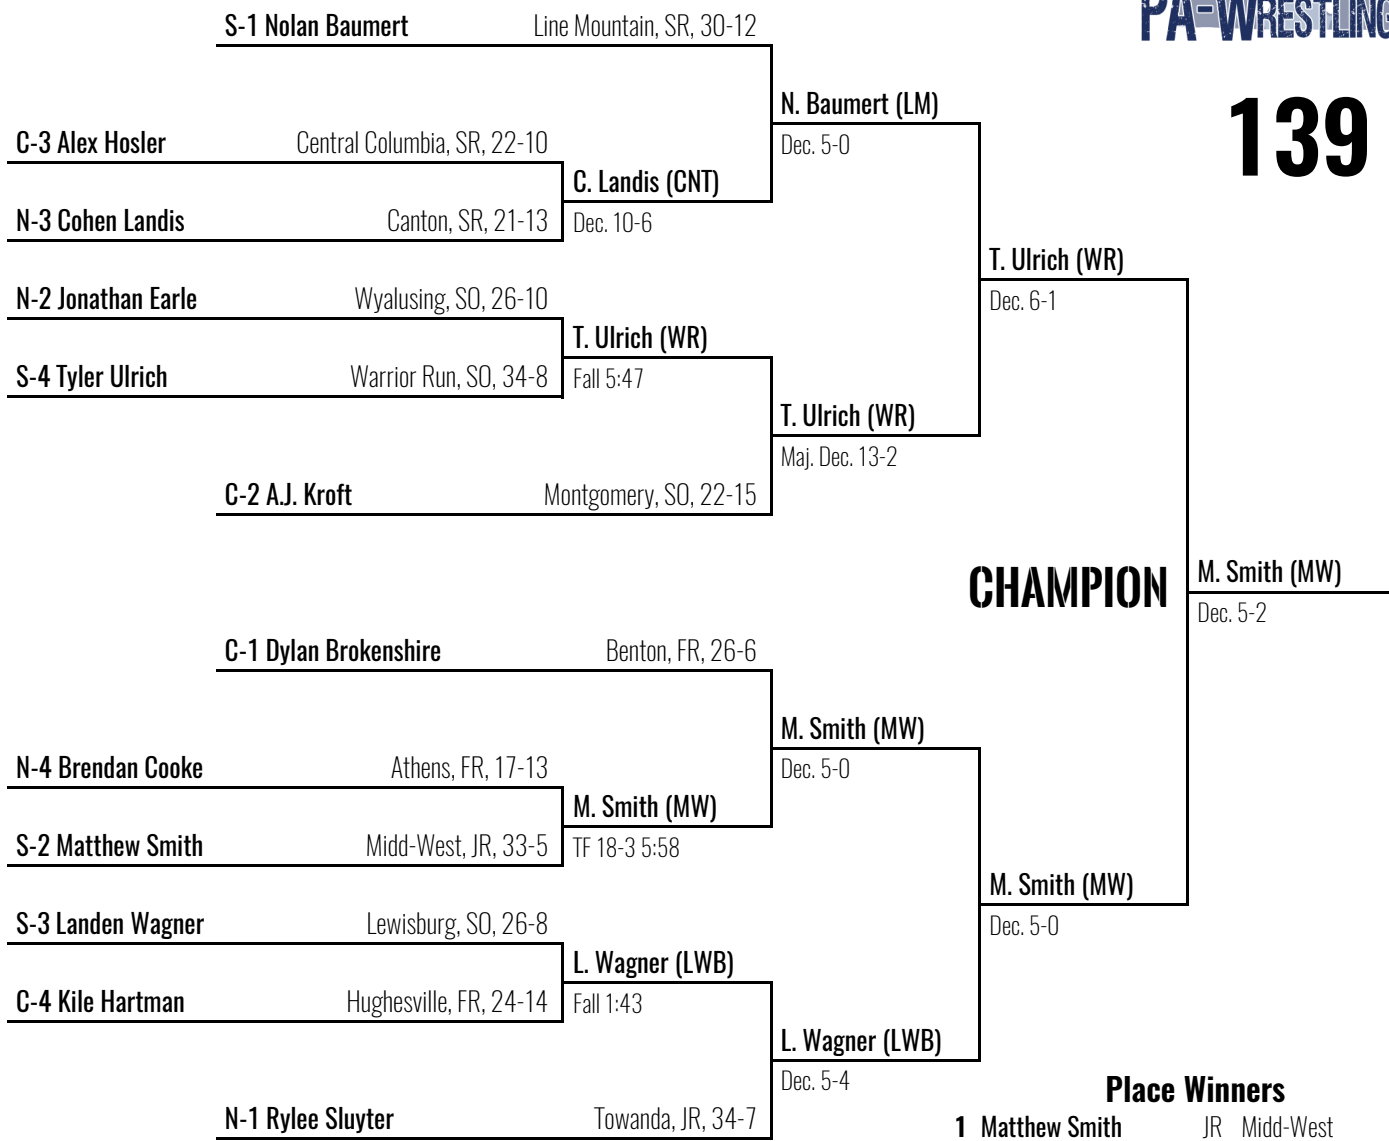 PA-WRESTLING
S-1 Nolan Baumert Line Mountain, SR, 30-12
N. Baumert (LM)
Dec. 5-0
139
C-3 Alex Hosler Central Columbia, SR, 22-10
C. Landis (CNT)
Dec. 10-6
N-3 Cohen Landis Canton, SR, 21-13
T. Ulrich (WR)
Dec. 6-1
N-2 Jonathan Earle Wyalusing, SO, 26-10
T. Ulrich (WR)
Fall 5:47
S-4 Tyler Ulrich Warrior Run, SO, 34-8
T. Ulrich (WR)
Maj. Dec. 13-2
C-2 A.J. Kroft Montgomery, SO, 22-15
CHAMPION
M. Smith (MW)
Dec. 5-2
C-1 Dylan Brokenshire Benton, FR, 26-6
M. Smith (MW)
Dec. 5-0
N-4 Brendan Cooke Athens, FR, 17-13
M. Smith (MW)
TF 18-3 5:58
S-2 Matthew Smith Midd-West, JR, 33-5
M. Smith (MW)
Dec. 5-0
S-3 Landen Wagner Lewisburg, SO, 26-8
L. Wagner (LWB)
Fall 1:43
C-4 Kile Hartman Hughesville, FR, 24-14
L. Wagner (LWB)
Dec. 5-4
N-1 Rylee Sluyter Towanda, JR, 34-7
Place Winners
1 Matthew Smith JR Midd-West